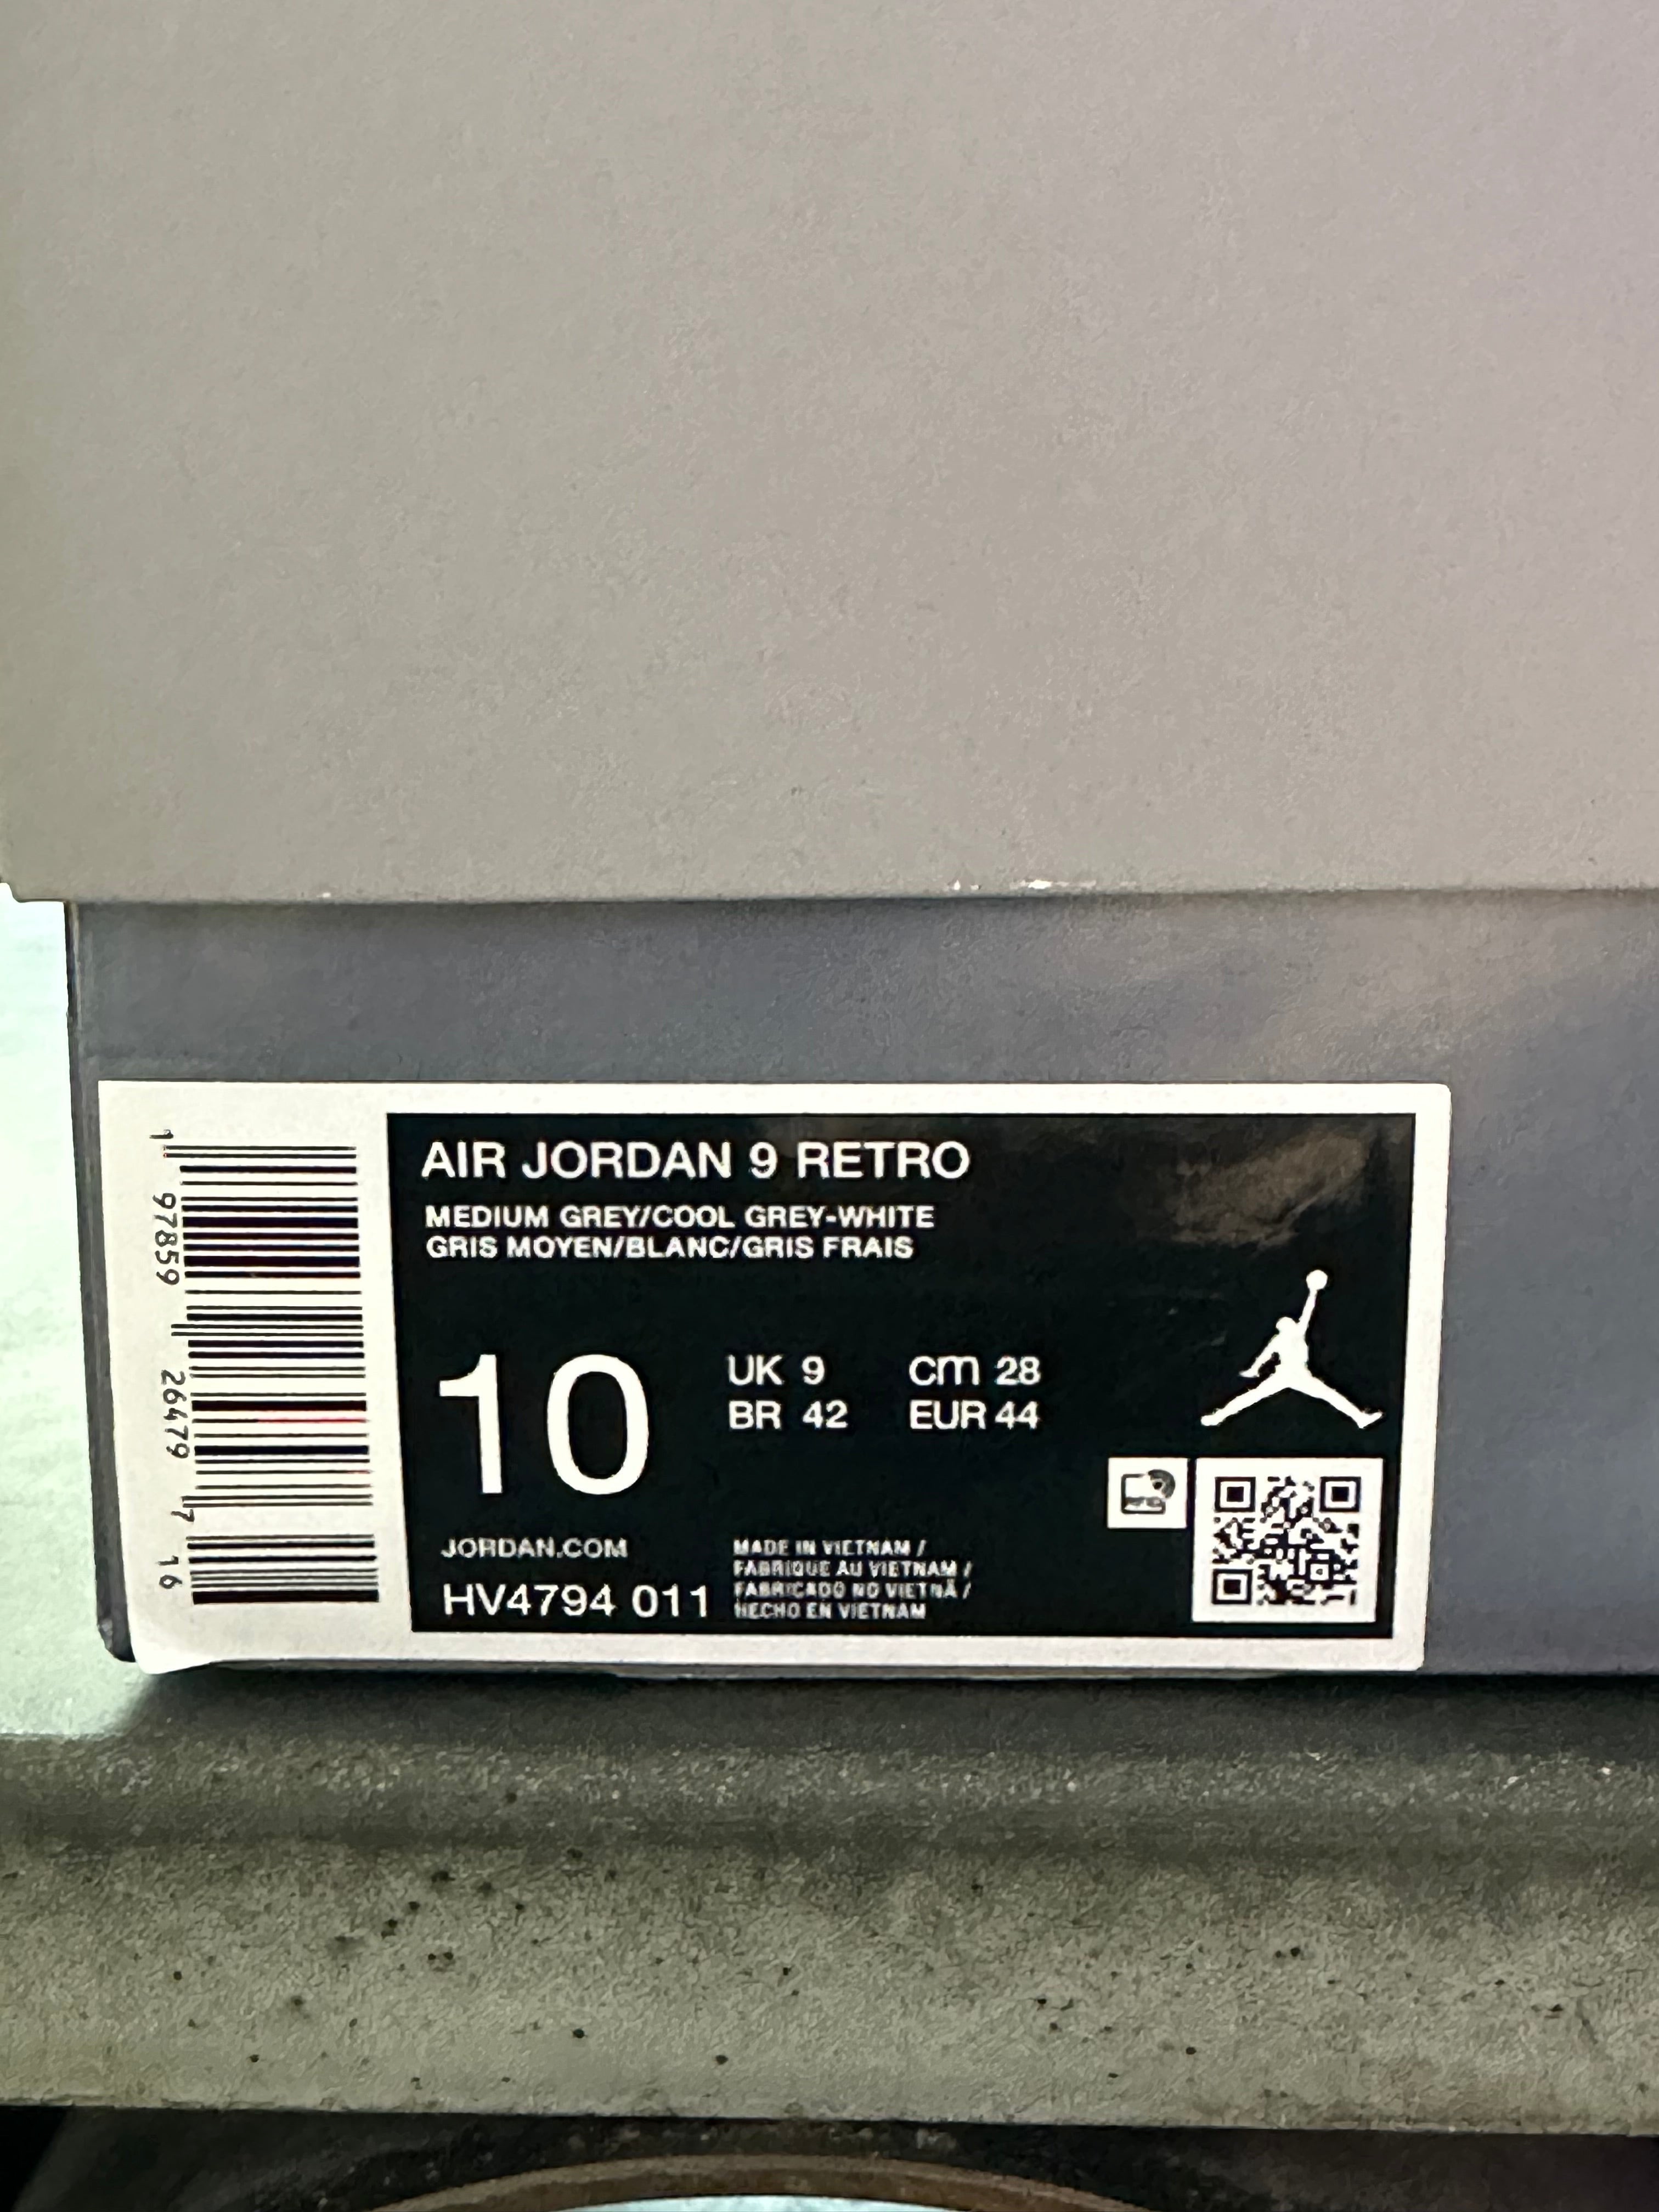 AIR JORDAN 9 RETRO
MEDIUM GREY/COOL GREY-WHITE
GRIS MOYEN/BLANC/GRIS FRAIS
10
UK 9 cm 28
BR 42 EUR 44
JORDAN.COM
HV4794 011
MADE IN VIETNAM /
FABRIQUE AU VIETNAM /
FABRICADO NO VIETNÃ /
HECHO EN VIETNAM
1 97859 26479 7 16